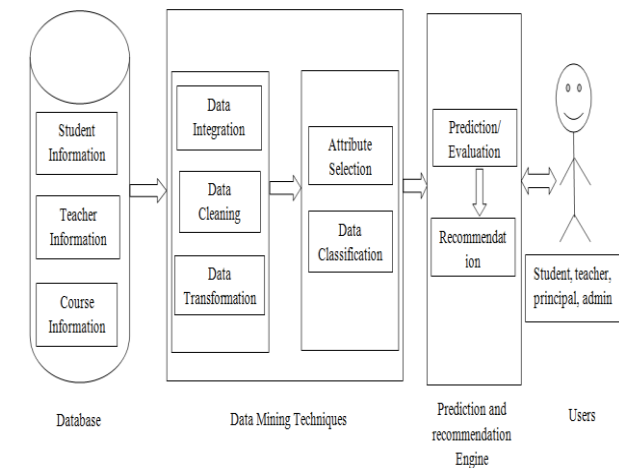 Student
Information
Teacher
Information
Course
Information
Database
Data
Integration
Data
Cleaning
Data
Transformation
Attribute
Selection
Data
Classification
Data Mining Techniques
Prediction/
Evaluation
Recommendat
ion
Prediction and
recommendation
Engine
Student, teacher,
principal, admin
Users